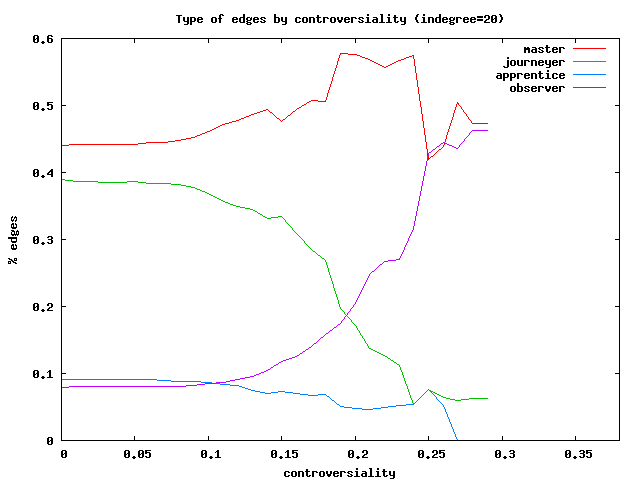 Type of edges by controversiality (indegree=20)
master
journeyer
apprentice
observer
0.6
0.5
0.4
0.3
0.2
0.1
0
% edges
0 0.05 0.1 0.15 0.2 0.25 0.3 0.35
controversiality